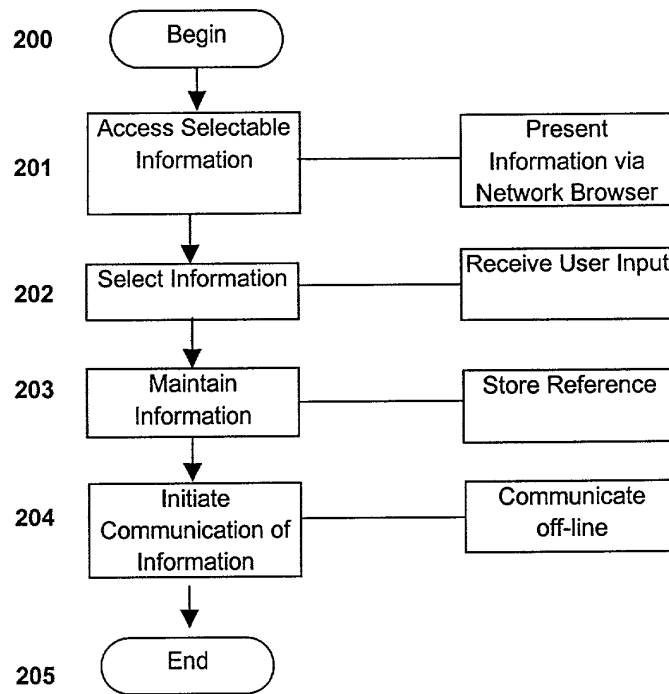 200
Begin
201
Access Selectable
Information
Present
Information via
Network Browser
202
Select Information
Receive User Input
203
Maintain
Information
Store Reference
204
Initiate
Communication of
Information
Communicate
off-line
205
End